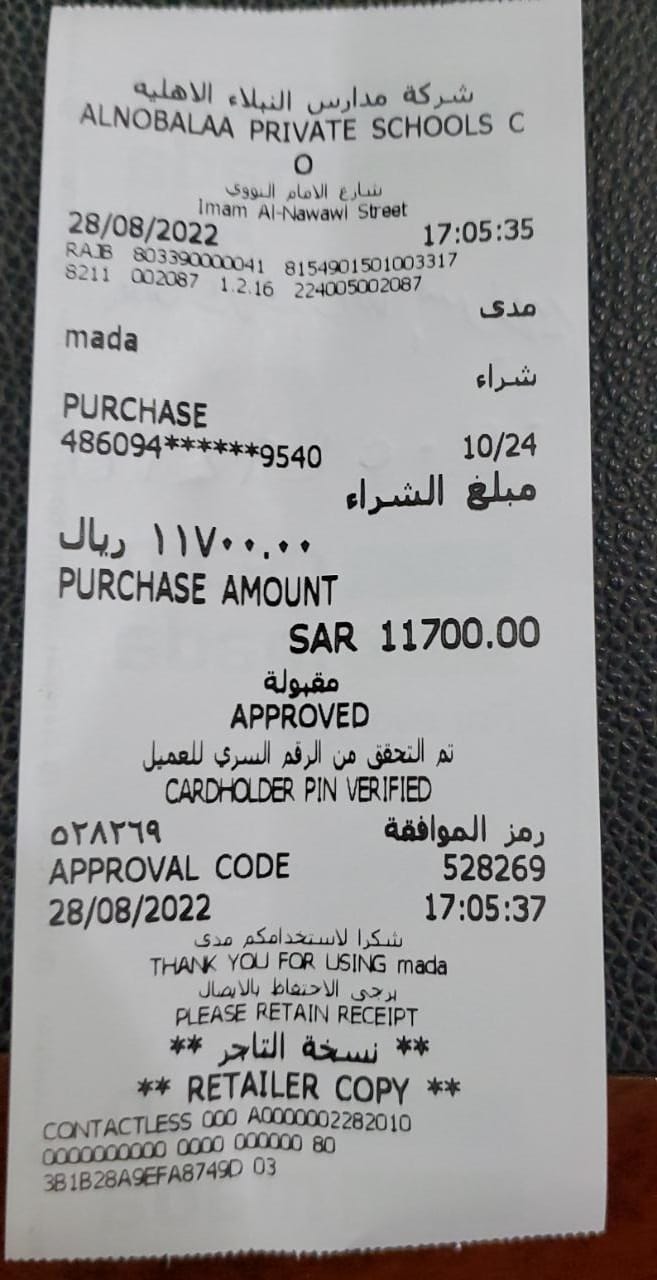 شركة مدارس النبلاء الاهليه
ALNOBALAA PRIVATE SCHOOLS C
O
شارع الامام النووي
Imam Al-Nawawi Street
28/08/2022 17:05:35
RAJB 803390000041 8154901501003317
8211 002087 1.2.16 224005002087
مدى
mada
شراء
PURCHASE
486094******9540 10/24
مبلغ الشراء
١١٧٠٠.٠٠ ريال
PURCHASE AMOUNT
SAR 11700.00
مقبولة
APPROVED
تم التحقق من الرقم السري للعميل
CARDHOLDER PIN VERIFIED
رمز الموافقة ٥٢٨٢٦٩
APPROVAL CODE 528269
28/08/2022 17:05:37
شكرا لاستخدامكم مدى
THANK YOU FOR USING mada
يرجى الاحتفاظ بالايصال
PLEASE RETAIN RECEIPT
** نسخة التاجر **
** RETAILER COPY **
CONTACTLESS 000 A0000002282010
0000000000 0000 000000 80
3B1B28A9EFA8749D 03